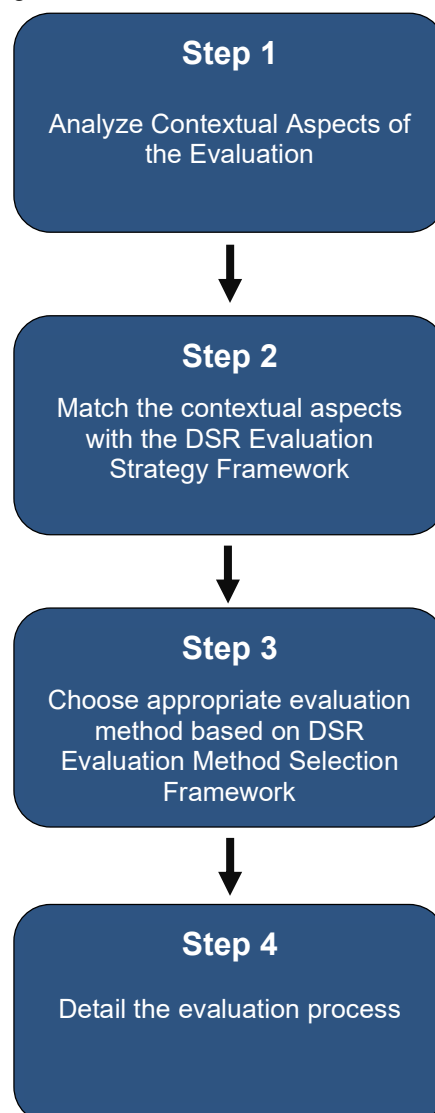 Step 1
Analyze Contextual Aspects of
the Evaluation
Step 2
Match the contextual aspects
with the DSR Evaluation
Strategy Framework
Step 3
Choose appropriate evaluation
method based on DSR
Evaluation Method Selection
Framework
Step 4
Detail the evaluation process